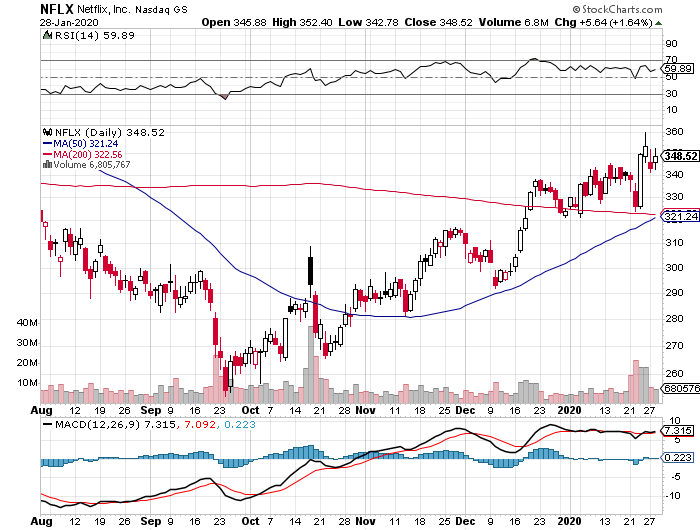 NFLX Netflix, Inc. Nasdaq GS © StockCharts.com
28-Jan-2020 Open 345.88 High 352.40 Low 342.78 Close 348.52 Volume 6.8M Chg +5.64 (+1.64%)
RSI(14) 59.89
90
70
59.89
50
30
10
NFLX (Daily) 348.52
MA(50) 321.24
MA(200) 322.56
Volume 6,805,767
360
350
348.52
340
330
321.24
310
300
290
280
270
260
40M
30M
20M
10M
6805767
Aug 12 19 26 Sep 9 16 23 Oct 7 14 21 28 Nov 11 18 25 Dec 9 16 23 2020 13 21 27
MACD(12,26,9) 7.315, 7.092, 0.223
10
7.315
5
0.223
-5
-10
Aug 12 19 26 Sep 9 16 23 Oct 7 14 21 28 Nov 11 18 25 Dec 9 16 23 2020 13 21 27